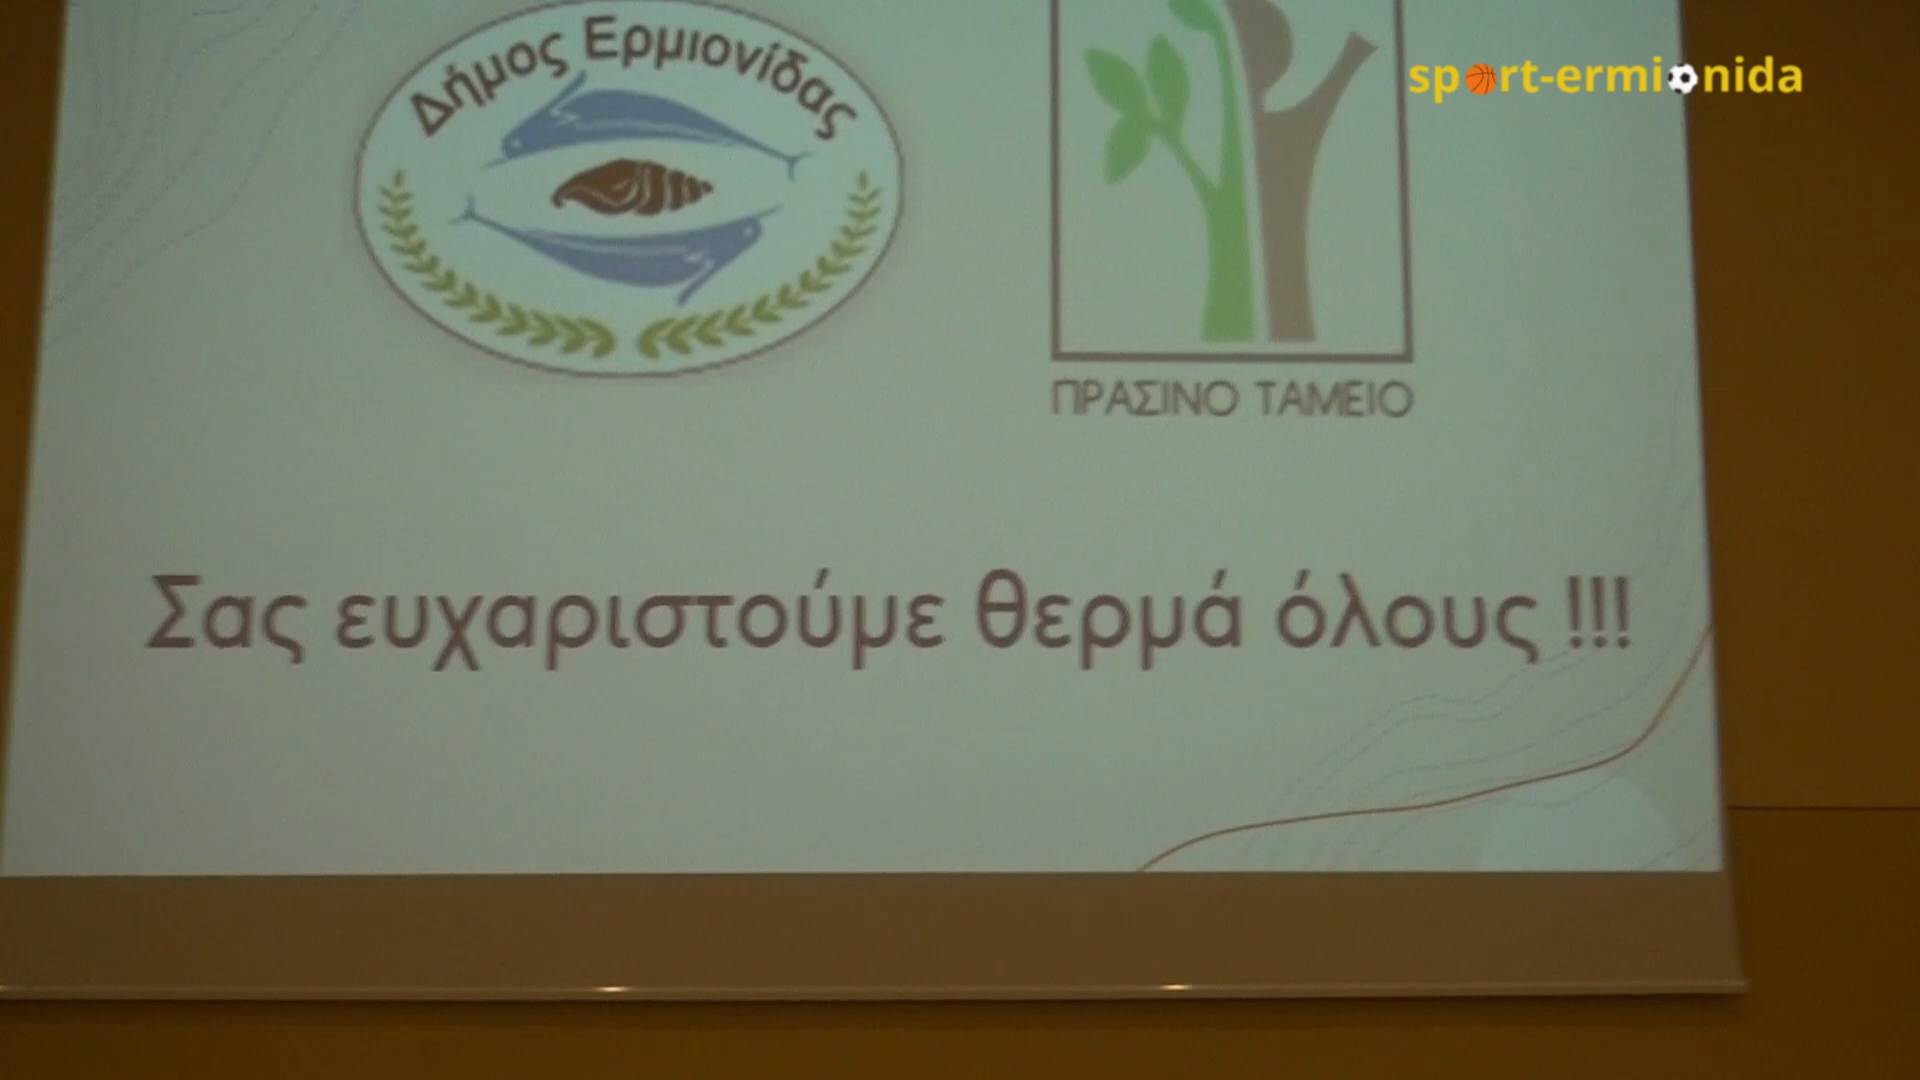 Δήμος Ερμιονίδας
sport-ermionida
ΠΡΑΣΙΝΟ ΤΑΜΕΙΟ
Σας ευχαριστούμε θερμά όλους !!!